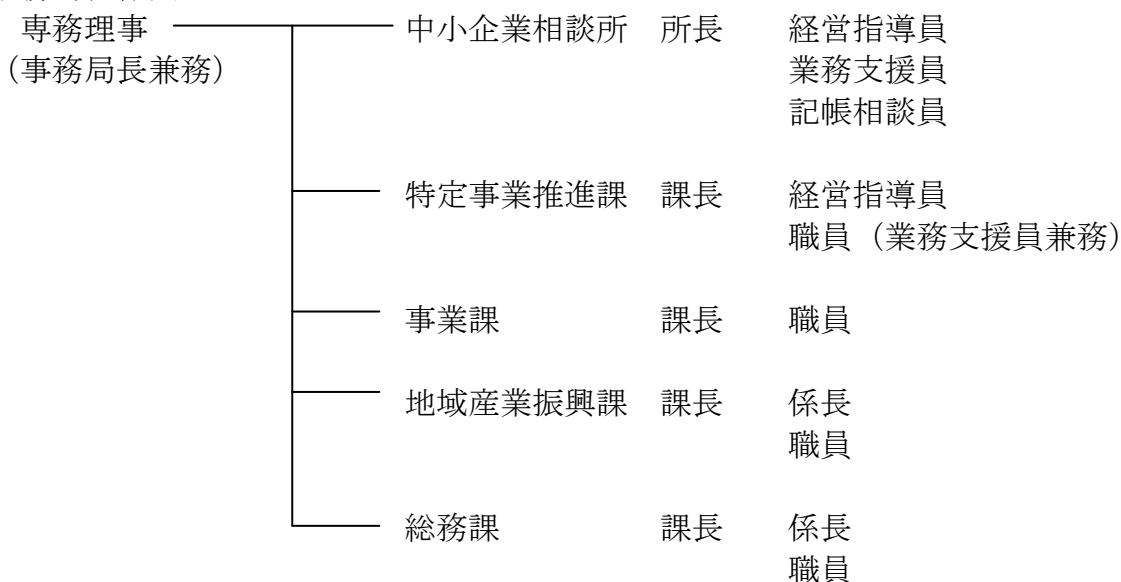 専務理事 中小企業相談所 所長 経営指導員
（事務局長兼務） 業務支援員
記帳相談員
特定事業推進課 課長 経営指導員
職員（業務支援員兼務）
事業課 課長 職員
地域産業振興課 課長 係長
職員
総務課 課長 係長
職員